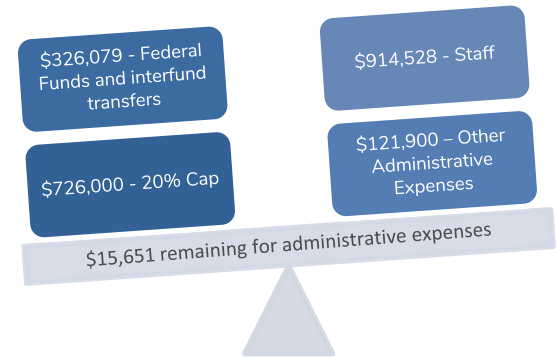 $326,079 - Federal
Funds and interfund
transfers
$726,000 - 20% Cap
$914,528 - Staff
$121,900 – Other
Administrative
Expenses
$15,651 remaining for administrative expenses